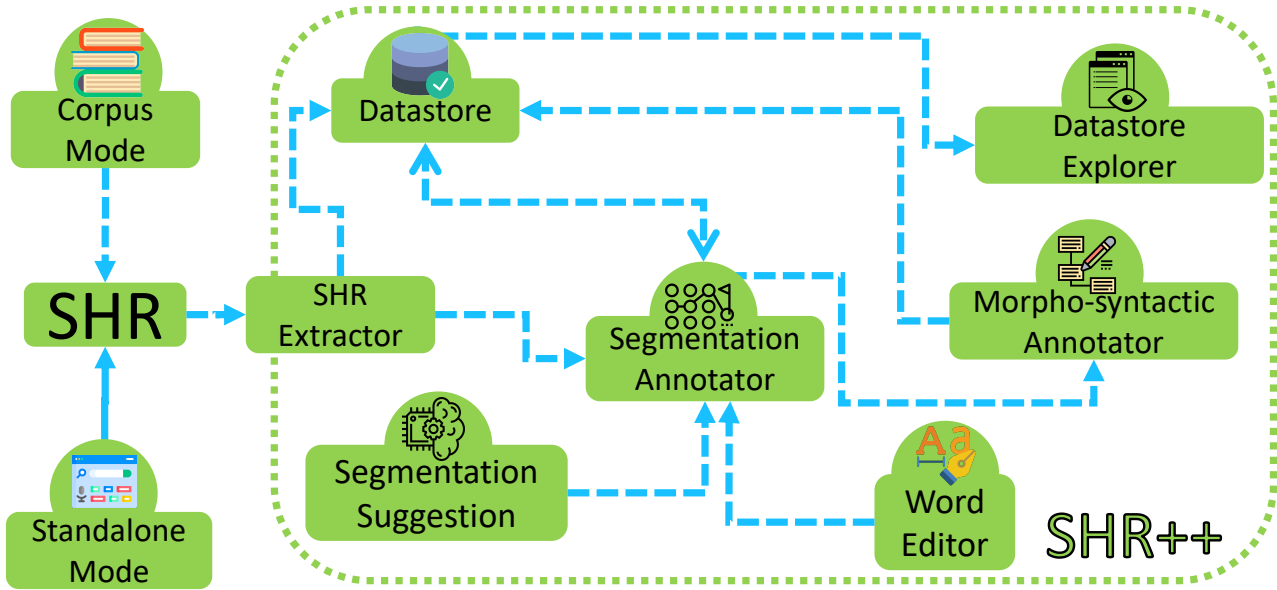 Corpus
Mode
Datastore
Datastore
Explorer
SHR
SHR
Extractor
Segmentation
Annotator
Morpho-syntactic
Annotator
Segmentation
Suggestion
Aa
Word
Editor
Standalone
Mode
SHR++